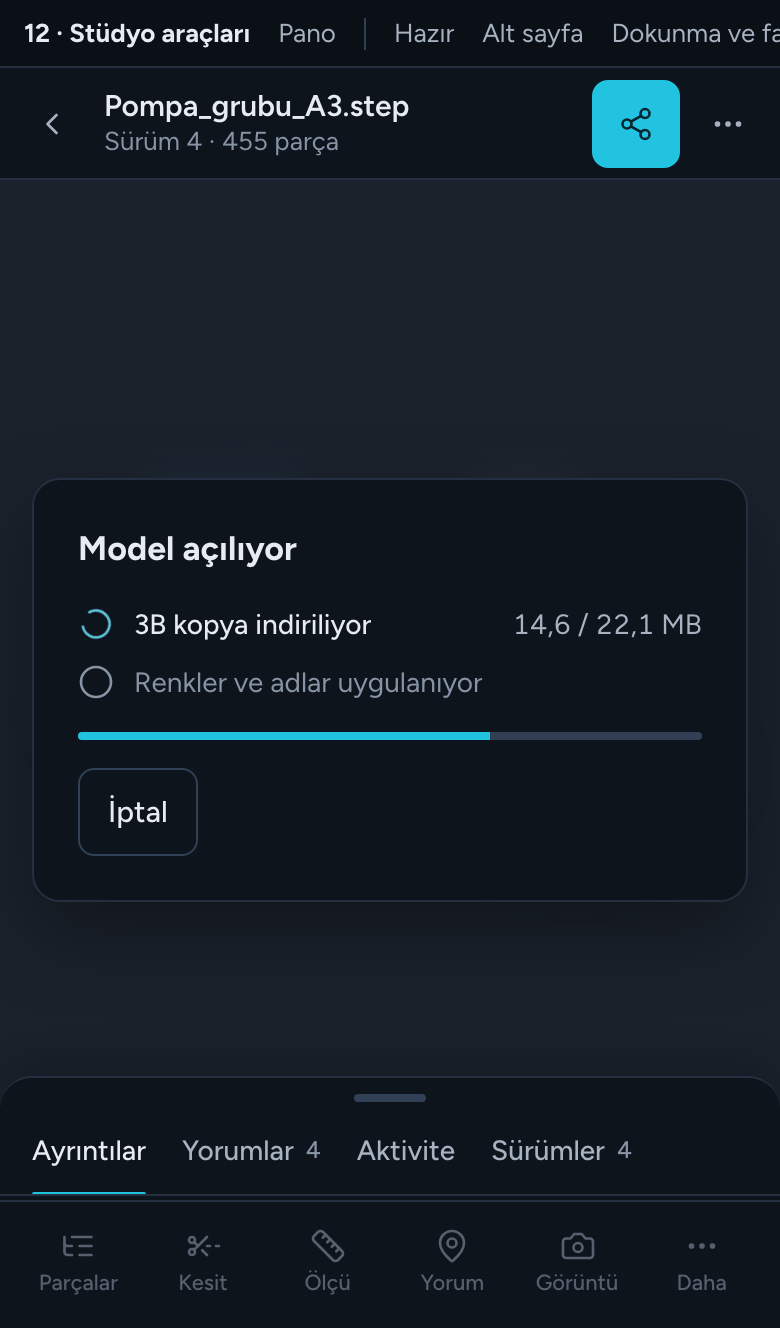 12 · Stüdyo araçları Pano Hazır Alt sayfa Dokunma ve
Pompa_grubu_A3.step
Sürüm 4 · 455 parça
Model açılıyor
3B kopya indiriliyor 14,6 / 22,1 MB
Renkler ve adlar uygulanıyor
İptal
Ayrıntılar Yorumlar 4 Aktivite Sürümler 4
Parçalar Kesit Ölçü Yorum Görüntü Daha